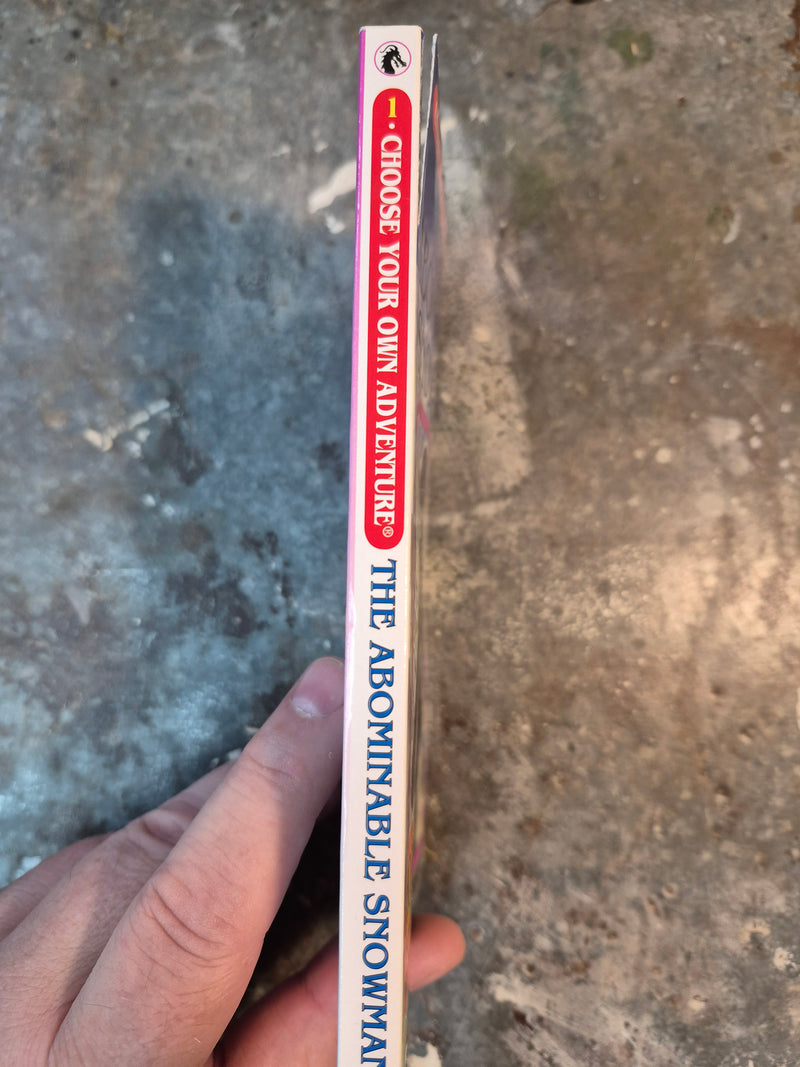 1 • CHOOSE YOUR OWN ADVENTURE®
THE ABOMINABLE SNOWMAN